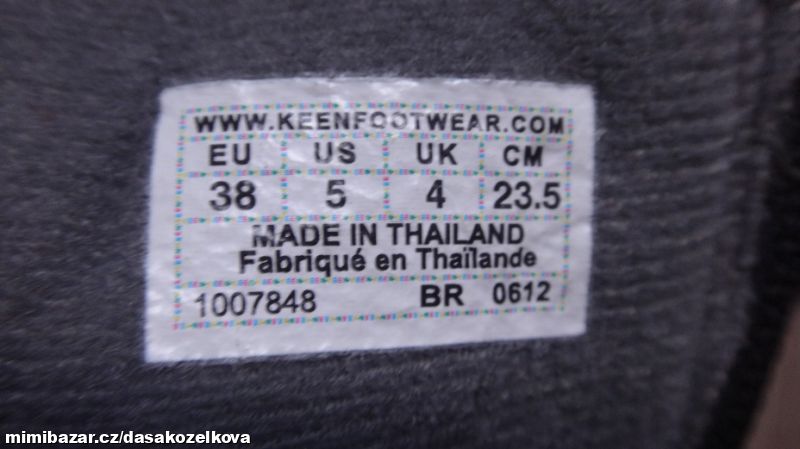 WWW.KEENFOOTWEAR.COM
EU US UK CM
38 5 4 23.5
MADE IN THAILAND
Fabriqué en Thaïlande
1007848 BR 0612
mimibazar.cz/dasakozelkova